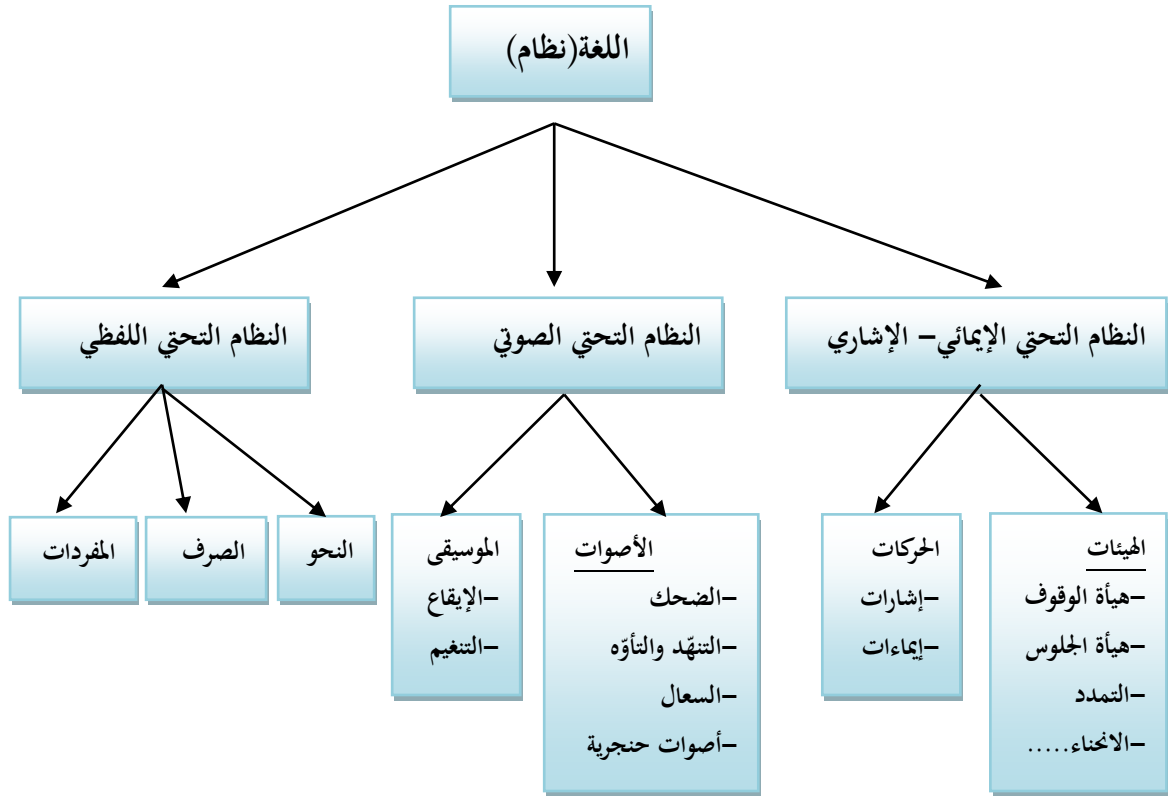 اللغة(نظام)
النظام التحتي الإيمائي– الإشاري
النظام التحتي الصوتي
النظام التحتي اللفظي
الهيئات
–هيأة الوقوف
–هيأة الجلوس
–التمدد
–الانحناء.....
الحركات
–إشارات
–إيماءات
الأصوات
–الضحك
–التنهّد والتأوّه
–السعال
–أصوات حنجرية
الموسيقى
–الإيقاع
–التنغيم
النحو
الصرف
المفردات